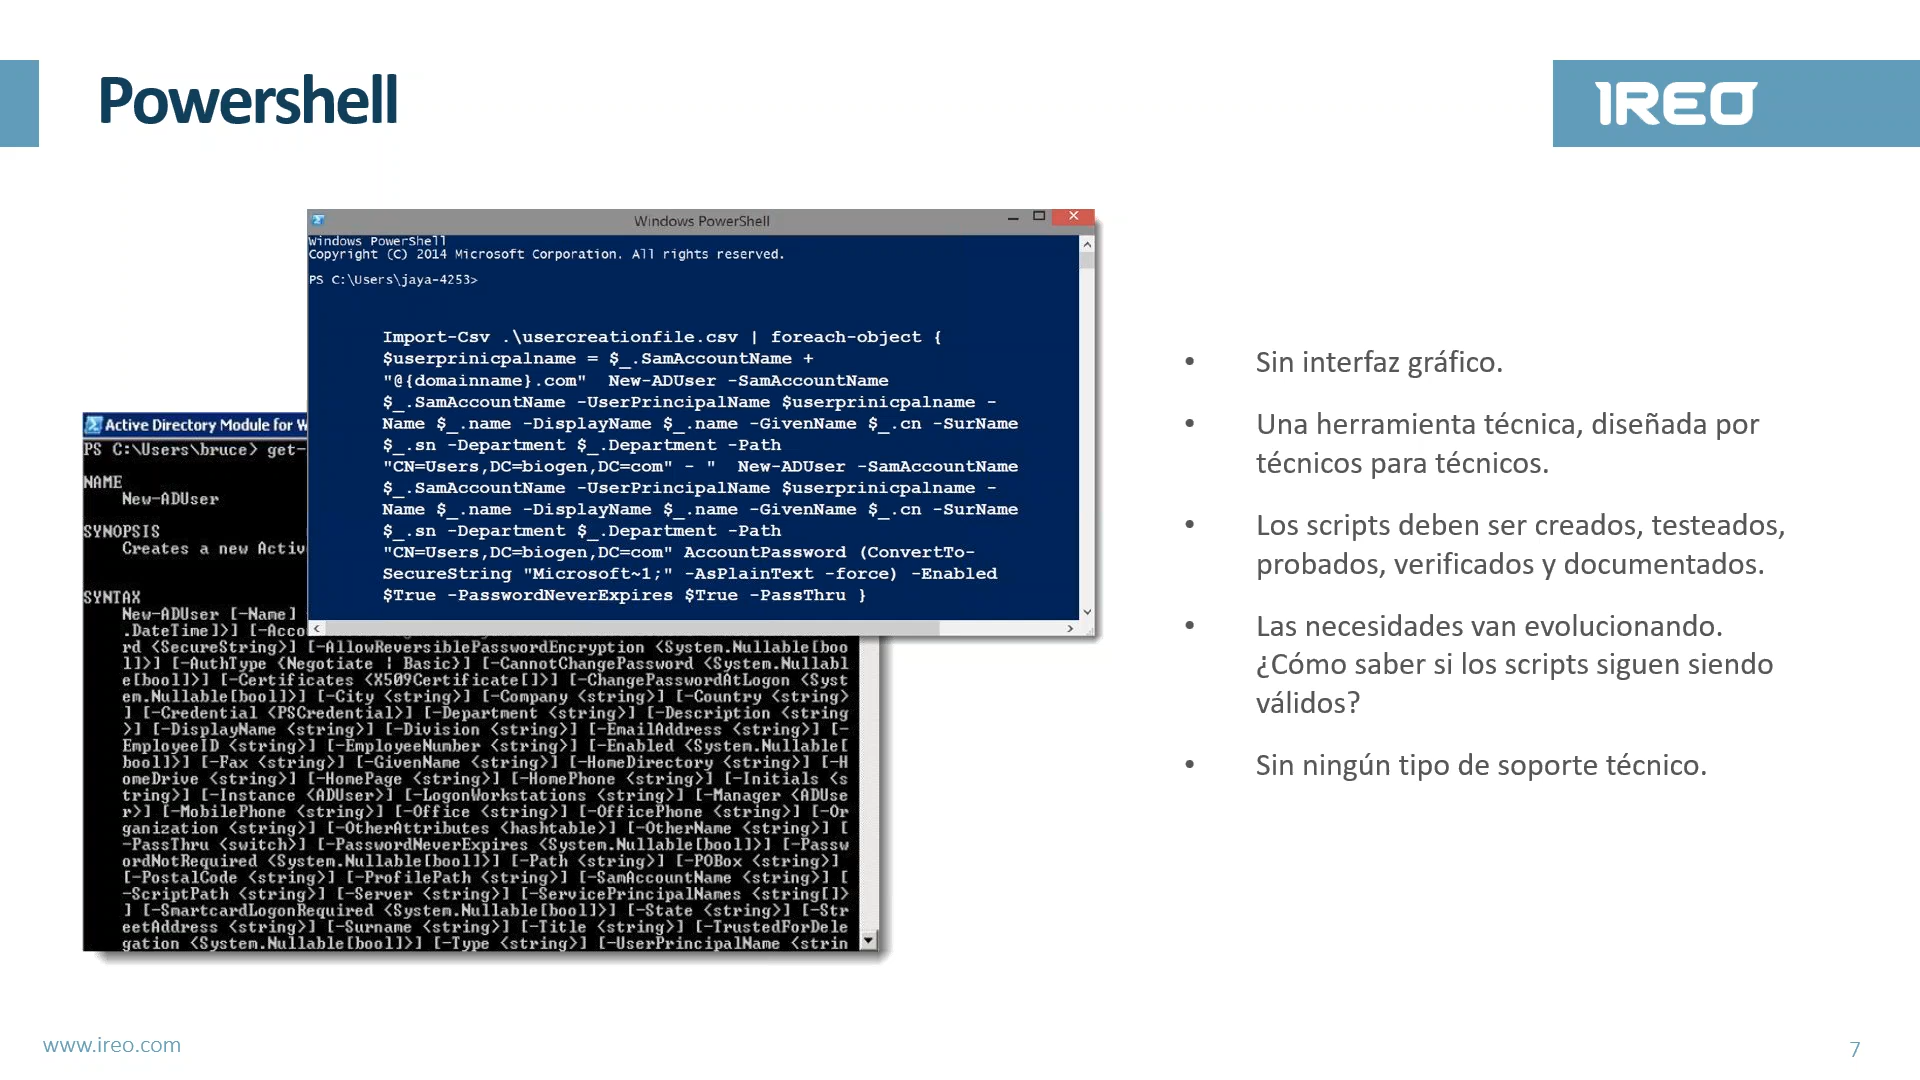 Powershell
IREO
Windows PowerShell
Windows PowerShell
Copyright (C) 2014 Microsoft Corporation. All rights reserved.
PS C:\Users\jaya-4253>
Import-Csv .\usercreationfile.csv | foreach-object {
$userprinicpalname = $_.SamAccountName +
"@{domainname}.com"  New-ADUser -SamAccountName
$_.SamAccountName -UserPrincipalName $userprinicpalname -
Name $_.name -DisplayName $_.name -GivenName $_.cn -SurName
$_.sn -Department $_.Department -Path
"CN=Users,DC=biogen,DC=com" - "  New-ADUser -SamAccountName
$_.SamAccountName -UserPrincipalName $userprinicpalname -
Name $_.name -DisplayName $_.name -GivenName $_.cn -SurName
$_.sn -Department $_.Department -Path
"CN=Users,DC=biogen,DC=com" AccountPassword (ConvertTo-
SecureString "Microsoft~1;" -AsPlainText -force) -Enabled
$True -PasswordNeverExpires $True -PassThru }
Active Directory Module for W
PS C:\Users\bruce> get-
NAME
New-ADUser
SYNOPSIS
Creates a new Activ
SYNTAX
New-ADUser [-Name]
.DateTime]>] [-Acco
rd <SecureString>] [-AllowReversiblePasswordEncryption <System.Nullable[boo
l]>] [-AuthType <Negotiate | Basic>] [-CannotChangePassword <System.Nullabl
e[bool]>] [-Certificates <X509Certificate[]>] [-ChangePasswordAtLogon <Syst
em.Nullable[bool]>] [-City <string>] [-Company <string>] [-Country <string>
] [-Credential <PSCredential>] [-Department <string>] [-Description <string
>] [-DisplayName <string>] [-Division <string>] [-EmailAddress <string>] [-
EmployeeID <string>] [-EmployeeNumber <string>] [-Enabled <System.Nullable[
bool]>] [-Fax <string>] [-GivenName <string>] [-HomeDirectory <string>] [-H
omeDrive <string>] [-HomePage <string>] [-HomePhone <string>] [-Initials <s
tring>] [-Instance <ADUser>] [-LogonWorkstations <string>] [-Manager <ADUse
r>] [-MobilePhone <string>] [-Office <string>] [-OfficePhone <string>] [-Or
ganization <string>] [-OtherAttributes <hashtable>] [-OtherName <string>] [
-PassThru <switch>] [-PasswordNeverExpires <System.Nullable[bool]>] [-Passw
ordNotRequired <System.Nullable[bool]>] [-Path <string>] [-POBox <string>]
[-PostalCode <string>] [-ProfilePath <string>] [-SamAccountName <string>] [
-ScriptPath <string>] [-Server <string>] [-ServicePrincipalNames <string[]>
] [-SmartcardLogonRequired <System.Nullable[bool]>] [-State <string>] [-Str
eetAddress <string>] [-Surname <string>] [-Title <string>] [-TrustedForDele
gation <System.Nullable[bool]>] [-Type <string>] [-UserPrincipalName <strin
• Sin interfaz gráfico.
• Una herramienta técnica, diseñada por
técnicos para técnicos.
• Los scripts deben ser creados, testeados,
probados, verificados y documentados.
• Las necesidades van evolucionando.
¿Cómo saber si los scripts siguen siendo
válidos?
• Sin ningún tipo de soporte técnico.
www.ireo.com
7